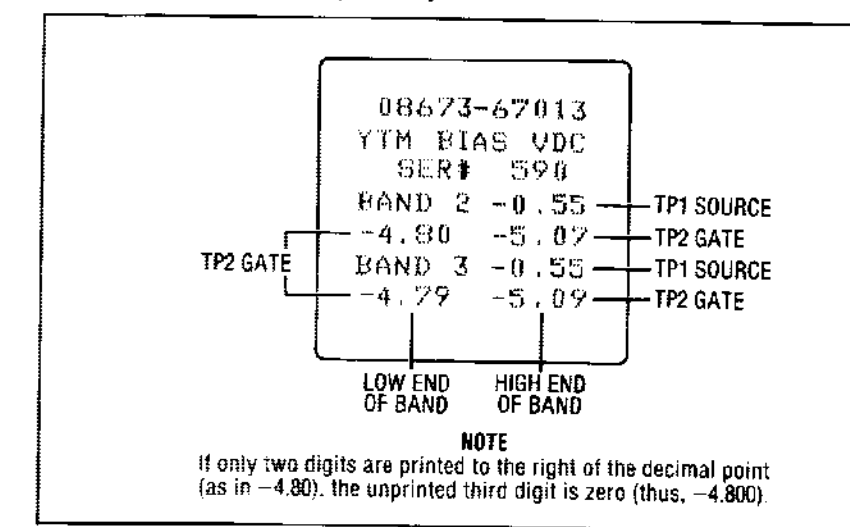 08673-67013
YTM BIAS VDC
SER# 590
BAND 2 -0.55 TP1 SOURCE
-4.80 -5.07 TP2 GATE
TP2 GATE
BAND 3 -0.55 TP1 SOURCE
-4.79 -5.09 TP2 GATE
LOW END OF BAND
HIGH END OF BAND
NOTE
If only two digits are printed to the right of the decimal point
(as in −4.80). the unprinted third digit is zero (thus, −4.800).